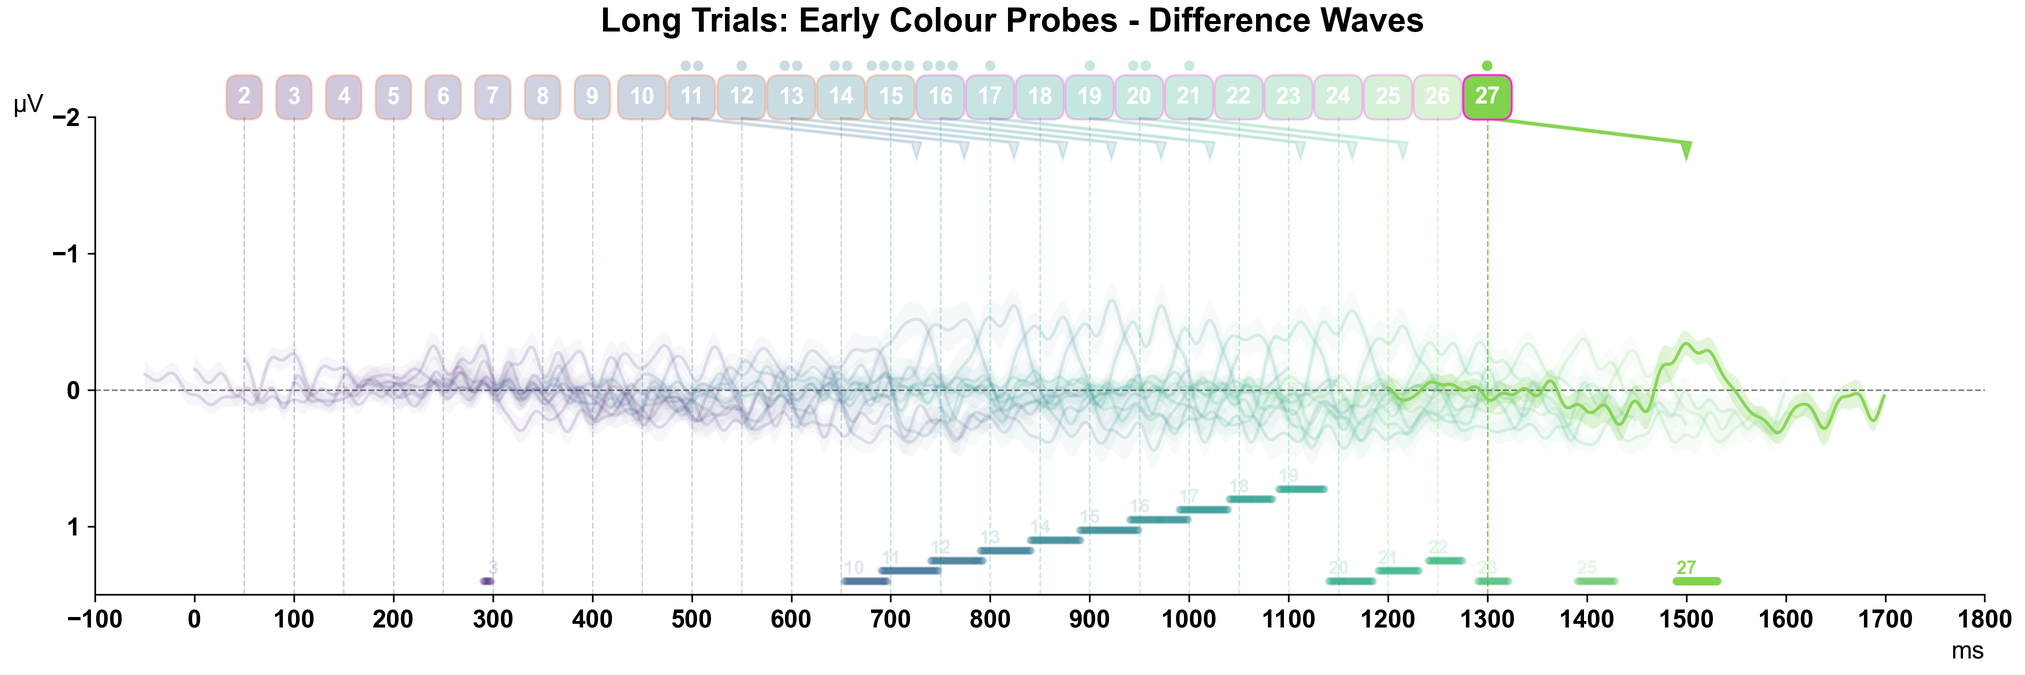 Long Trials: Early Colour Probes - Difference Waves
2 3 4 5 6 7 8 9 10 11 12 13 14 15 16 17 18 19 20 21 22 23 24 25 26 27
µV
−2
−1
0
1
19
18
17
16
15
14
13
12 22
3 10 11 20 21 23 25 27
−100 0 100 200 300 400 500 600 700 800 900 1000 1100 1200 1300 1400 1500 1600 1700 1800
ms